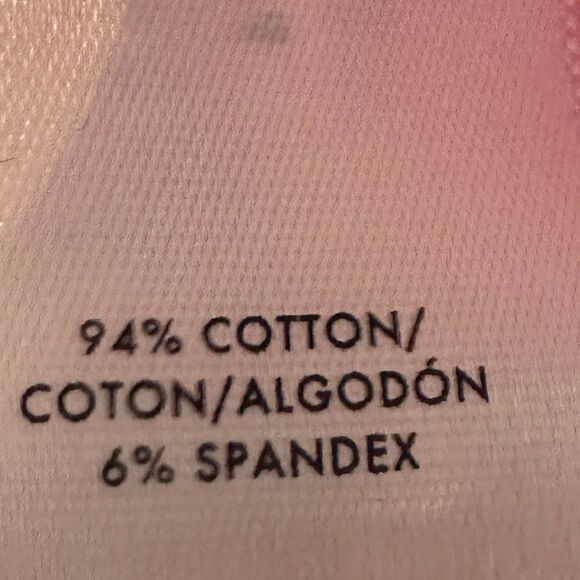 94% COTTON/
COTON/ALGODÓN
6% SPANDEX